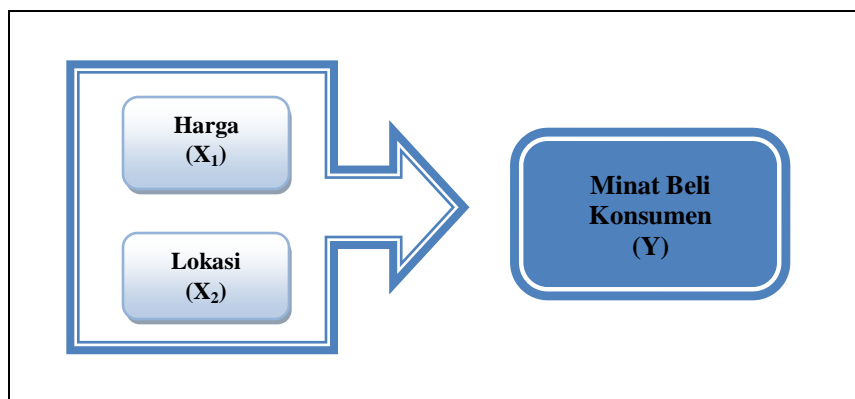 Harga
(X₁)
Lokasi
(X₂)
Minat Beli
Konsumen
(Y)